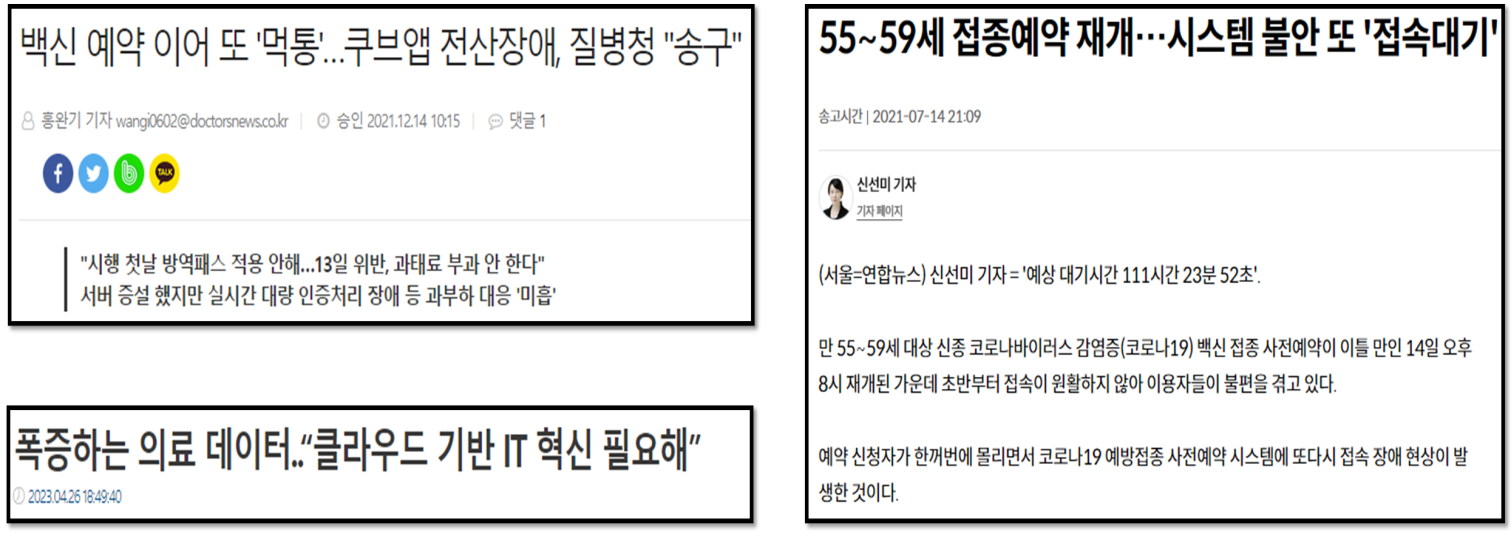 백신 예약 이어 또 '먹통'...쿠브앱 전산장애, 질병청 "송구"
홍완기 기자 wangi0602@doctorsnews.co.kr | 승인 2021.12.14 10:15 | 댓글 1
TALK
"시행 첫날 방역패스 적용 안해...13일 위반, 과태료 부과 안 한다"
서버 증설 했지만 실시간 대량 인증처리 장애 등 과부하 대응 '미흡'
폭증하는 의료 데이터..“클라우드 기반 IT 혁신 필요해”
2023.04.26 18:49:40
55~59세 접종예약 재개…시스템 불안 또 '접속대기'
송고시간 | 2021-07-14 21:09
신선미 기자
기자 페이지
(서울=연합뉴스) 신선미 기자 = '예상 대기시간 111시간 23분 52초'.
만 55~59세 대상 신종 코로나바이러스 감염증(코로나19) 백신 접종 사전예약이 이틀 만인 14일 오후
8시 재개된 가운데 초반부터 접속이 원활하지 않아 이용자들이 불편을 겪고 있다.
예약 신청자가 한꺼번에 몰리면서 코로나19 예방접종 사전예약 시스템에 또다시 접속 장애 현상이 발
생한 것이다.